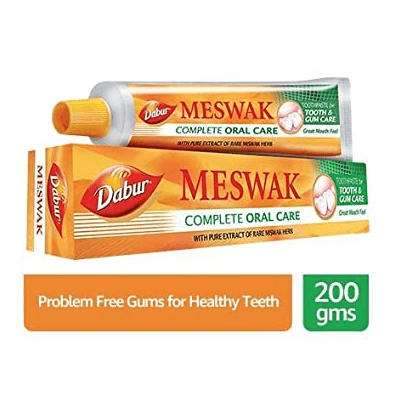 Dabur
MESWAK
COMPLETE ORAL CARE
WITH PURE EXTRACT OF RARE MISWAK HERB
TOOTHPASTE for
TOOTH &
GUM CARE
Great Mouth Feel
MESWAK
Dabur
MESWAK
COMPLETE ORAL CARE
WITH PURE EXTRACT OF RARE MISWAK HERB
TOOTHPASTE for
TOOTH &
GUM CARE
Great Mouth Feel
Problem Free Gums for Healthy Teeth
200
gms